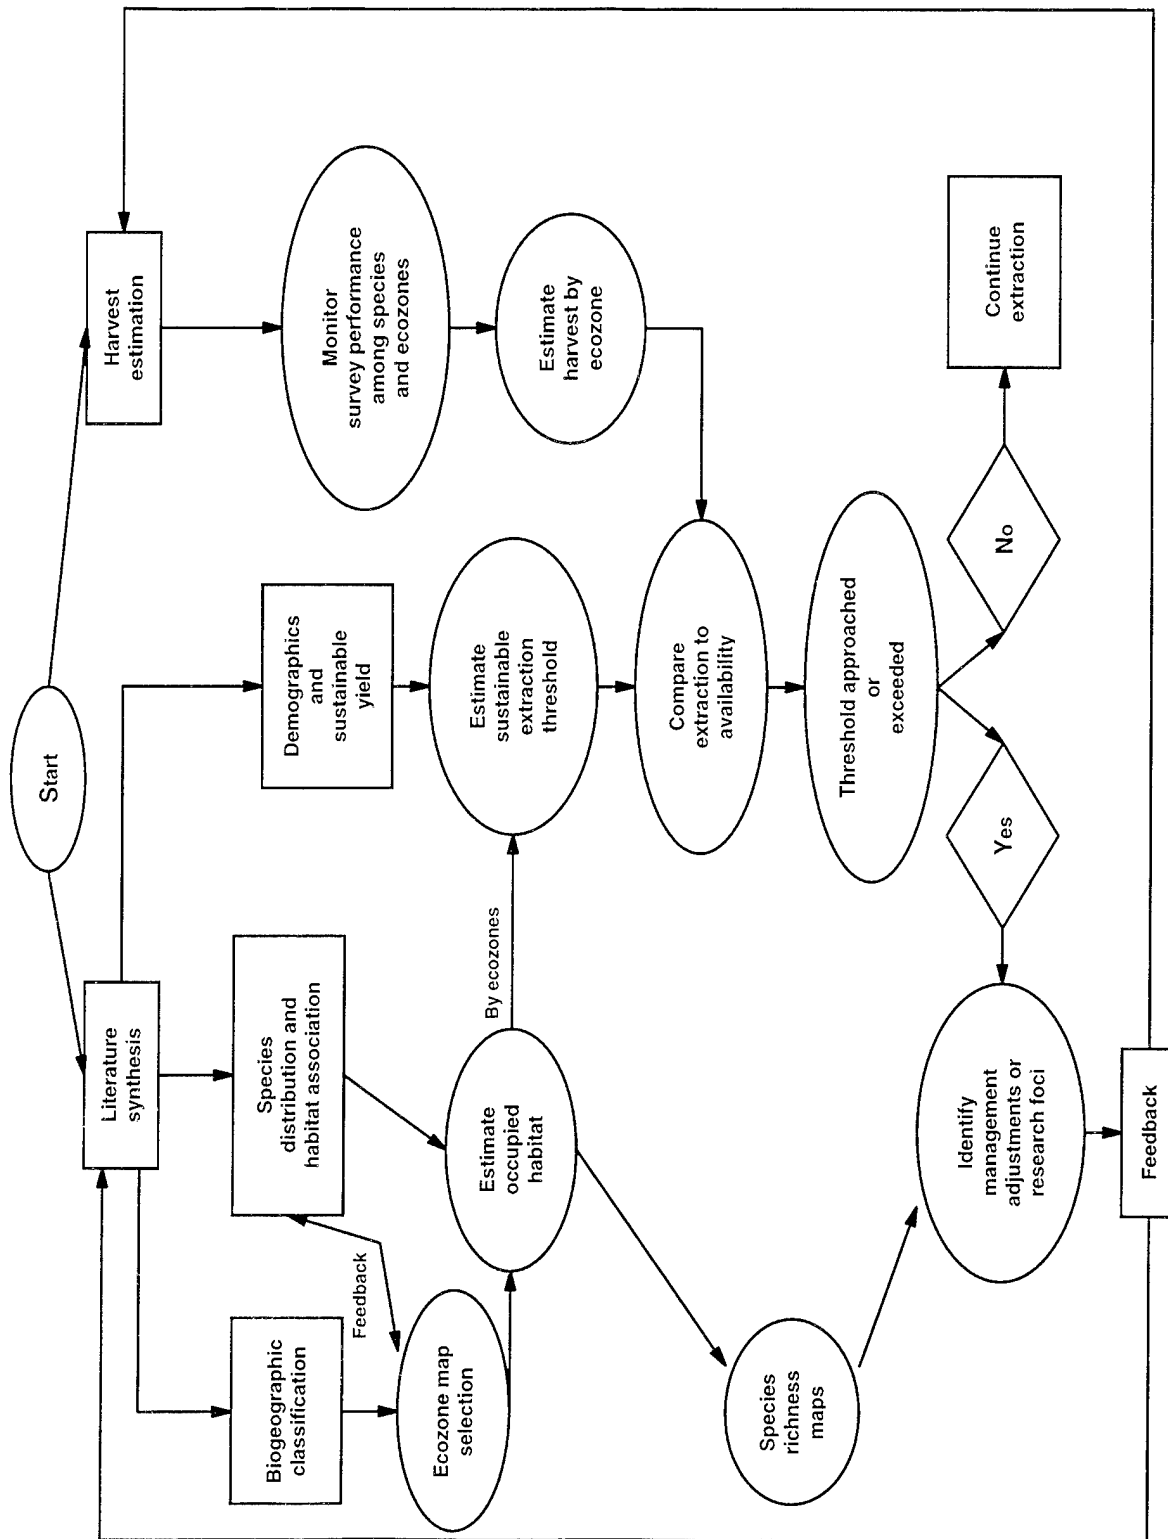 Start
Literature
synthesis
Harvest
estimation
Biogeographic
classification
Species
distribution and
habitat association
Demographics
and
sustainable
yield
Monitor
survey performance
among species
and ecozones
Feedback
Ecozone map
selection
Estimate
occupied
habitat
By ecozones
Estimate
sustainable
extraction
threshold
Estimate
harvest by
ecozone
Compare
extraction to
availability
Species
richness
maps
Threshold approached
or
exceeded
Yes
No
Continue
extraction
Identify
management
adjustments or
research foci
Feedback